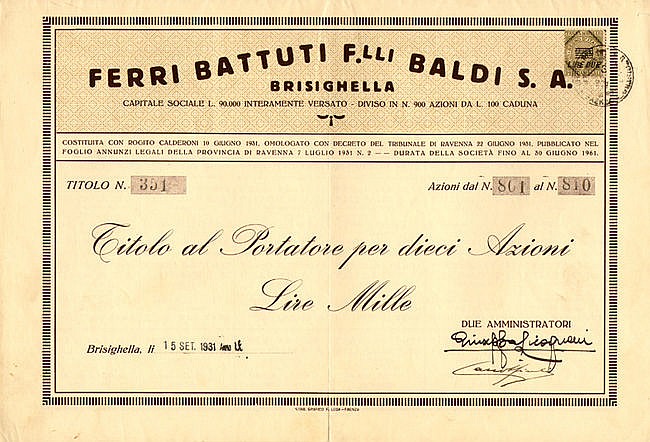 FERRI BATTUTI F.LLI BALDI S. A.
BRISIGHELLA
LIRE DUE
CAPITALE SOCIALE L. 90.000 INTERAMENTE VERSATO - DIVISO IN N. 900 AZIONI DA L. 100 CADUNA
COSTITUITA CON ROGITO CALDERONI 10 GIUGNO 1931, OMOLOGATO CON DECRETO DEL TRIBUNALE DI RAVENNA 22 GIUGNO 1931, PUBBLICATO NEL
FOGLIO ANNUNZI LEGALI DELLA PROVINCIA DI RAVENNA 7 LUGLIO 1931 N. 2 -- DURATA DELLA SOCIETÀ FINO AL 30 GIUGNO 1961.
TITOLO N. 351 Azioni dal N. 801 al N. 810
Titolo al Portatore per dieci Azioni
Lire Mille
DUE AMMINISTRATORI
Brisighella, li 15 SET. 1931 ANNO IX
STAB. GRAFICO F. LEGA - FAENZA